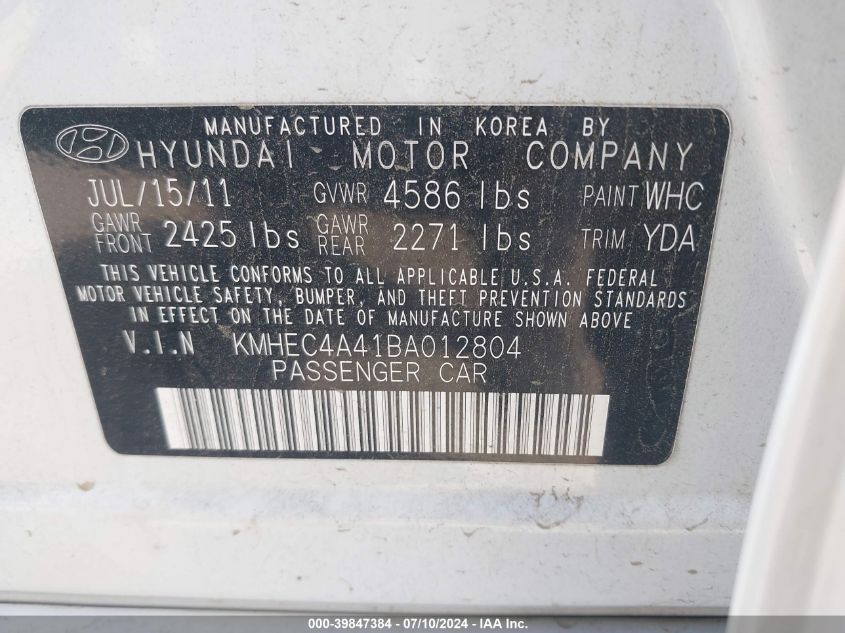 MANUFACTURED IN KOREA BY
HYUNDAI MOTOR COMPANY
JUL/15/11 GVWR 4586 lbs PAINT WHC
GAWR FRONT 2425 lbs GAWR REAR 2271 lbs TRIM YDA
THIS VEHICLE CONFORMS TO ALL APPLICABLE U.S.A. FEDERAL
MOTOR VEHICLE SAFETY, BUMPER, AND THEFT PREVENTION STANDARDS
IN EFFECT ON THE DATE OF MANUFACTURE SHOWN ABOVE
V.I.N KMHEC4A41BA012804
PASSENGER CAR
000-39847384 - 07/10/2024 - IAA Inc.